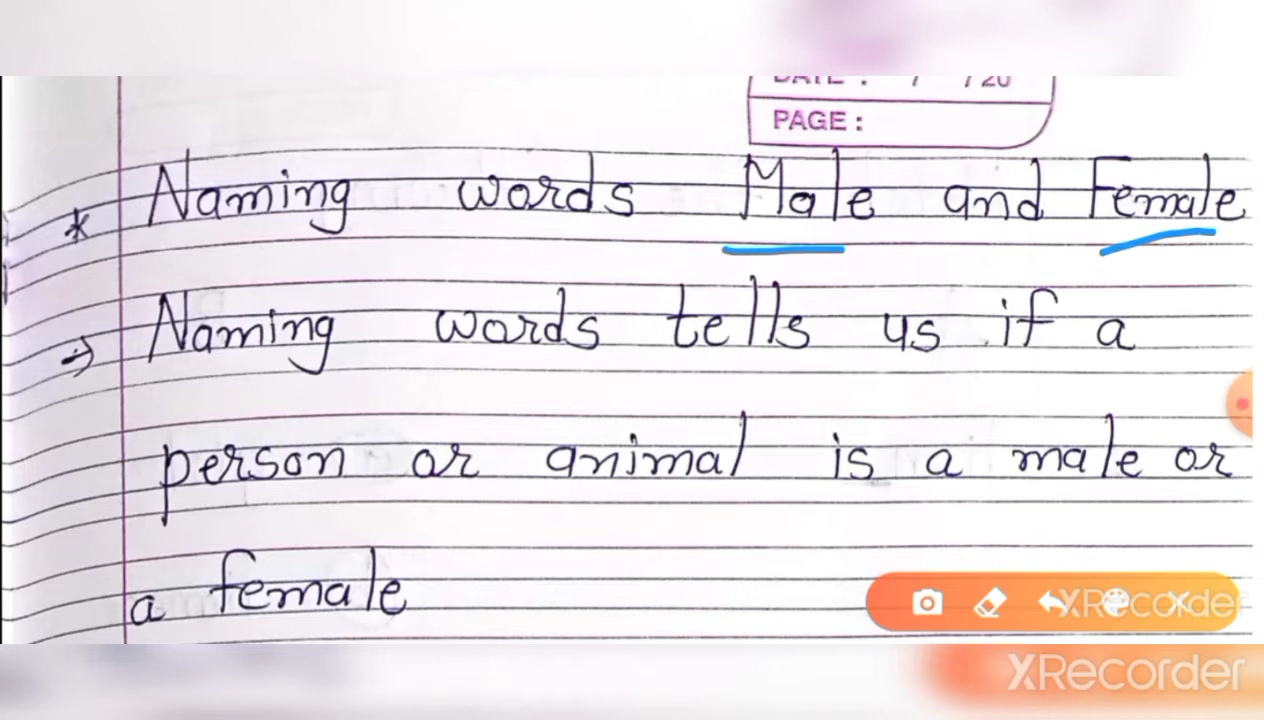 DATE : / / 20
PAGE :
* Naming words Male and Female
→ Naming words tells us if a
person or animal is a male or
a female
XRecorder
XRecorder